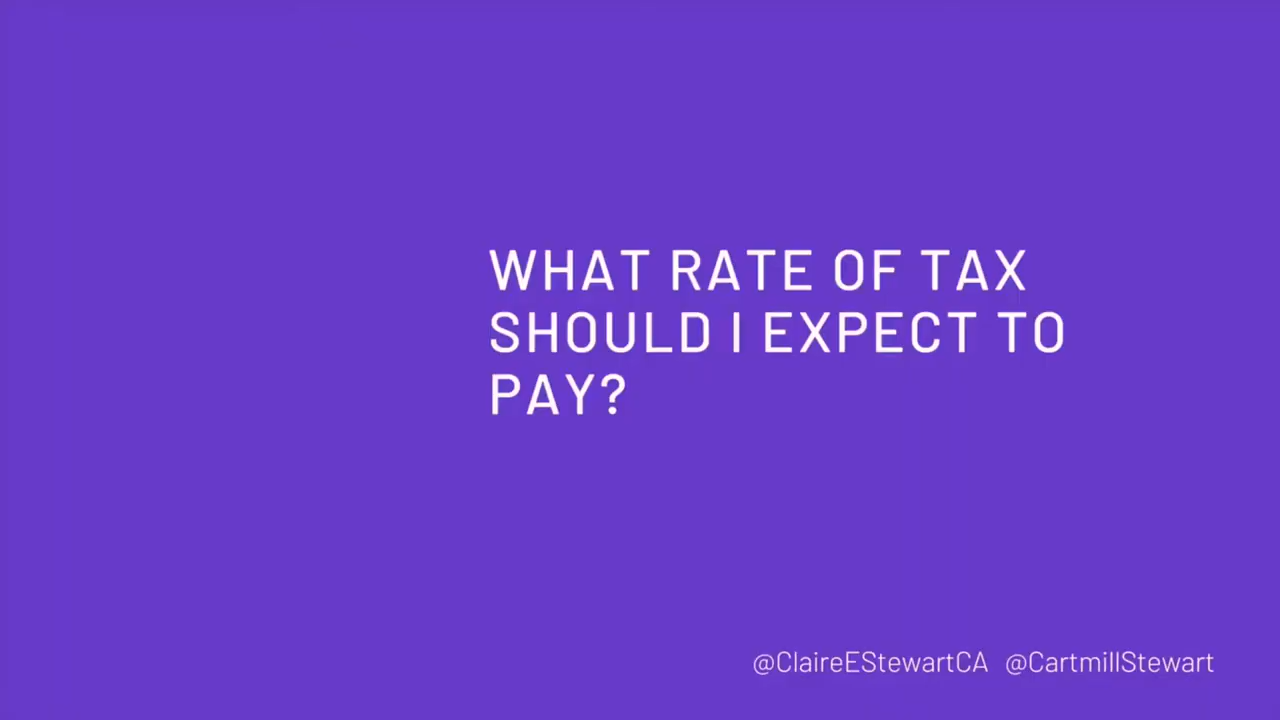 WHAT RATE OF TAX
SHOULD I EXPECT TO
PAY?
@ClaireEStewartCA @CartmillStewart